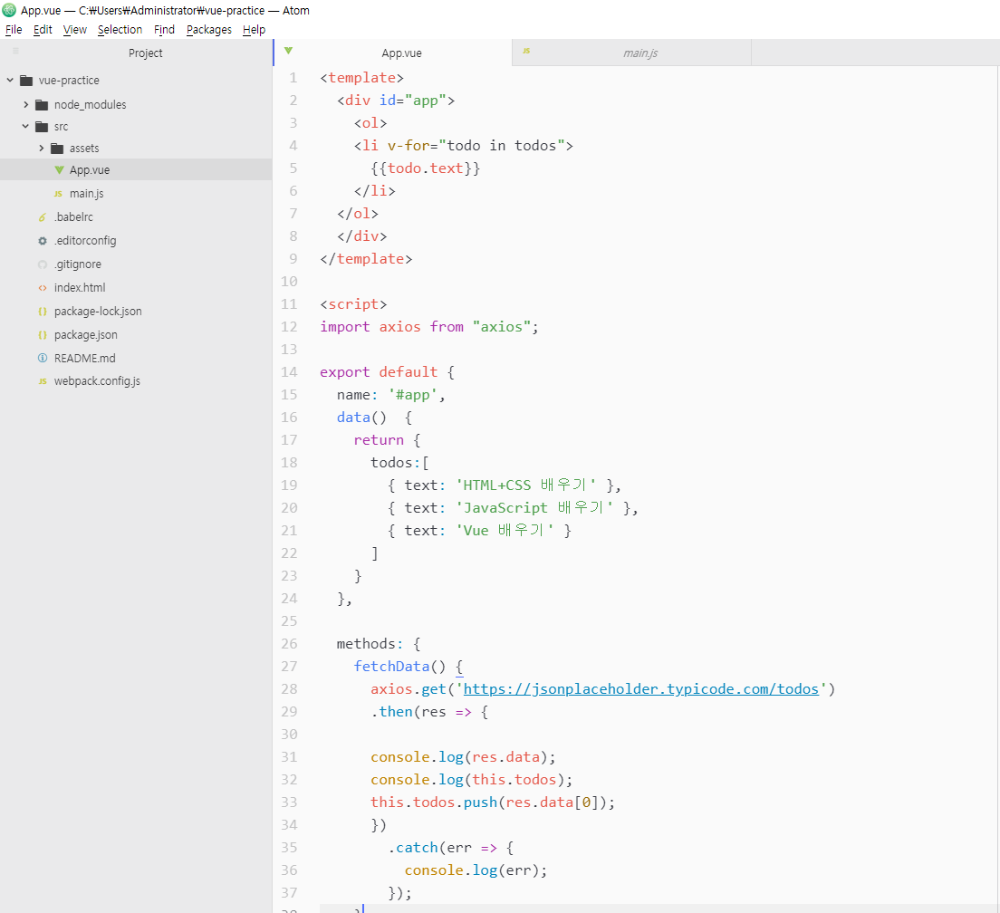 App.vue — C:₩Users₩Administrator₩vue-practice — Atom
File Edit View Selection Find Packages Help
Project
vue-practice
node_modules
src
assets
App.vue
main.js
.babelrc
.editorconfig
.gitignore
index.html
package-lock.json
package.json
README.md
webpack.config.js
App.vue main.js
1 <template>
2 <div id="app">
3 <ol>
4 <li v-for="todo in todos">
5 {{todo.text}}
6 </li>
7 </ol>
8 </div>
9 </template>
10
11 <script>
12 import axios from "axios";
13
14 export default {
15 name: '#app',
16 data() {
17 return {
18 todos:[
19 { text: 'HTML+CSS 배우기' },
20 { text: 'JavaScript 배우기' },
21 { text: 'Vue 배우기' }
22 ]
23 }
24 },
25
26 methods: {
27 fetchData() {
28 axios.get('https://jsonplaceholder.typicode.com/todos')
29 .then(res => {
30
31 console.log(res.data);
32 console.log(this.todos);
33 this.todos.push(res.data[0]);
34 })
35 .catch(err => {
36 console.log(err);
37 });
38 }